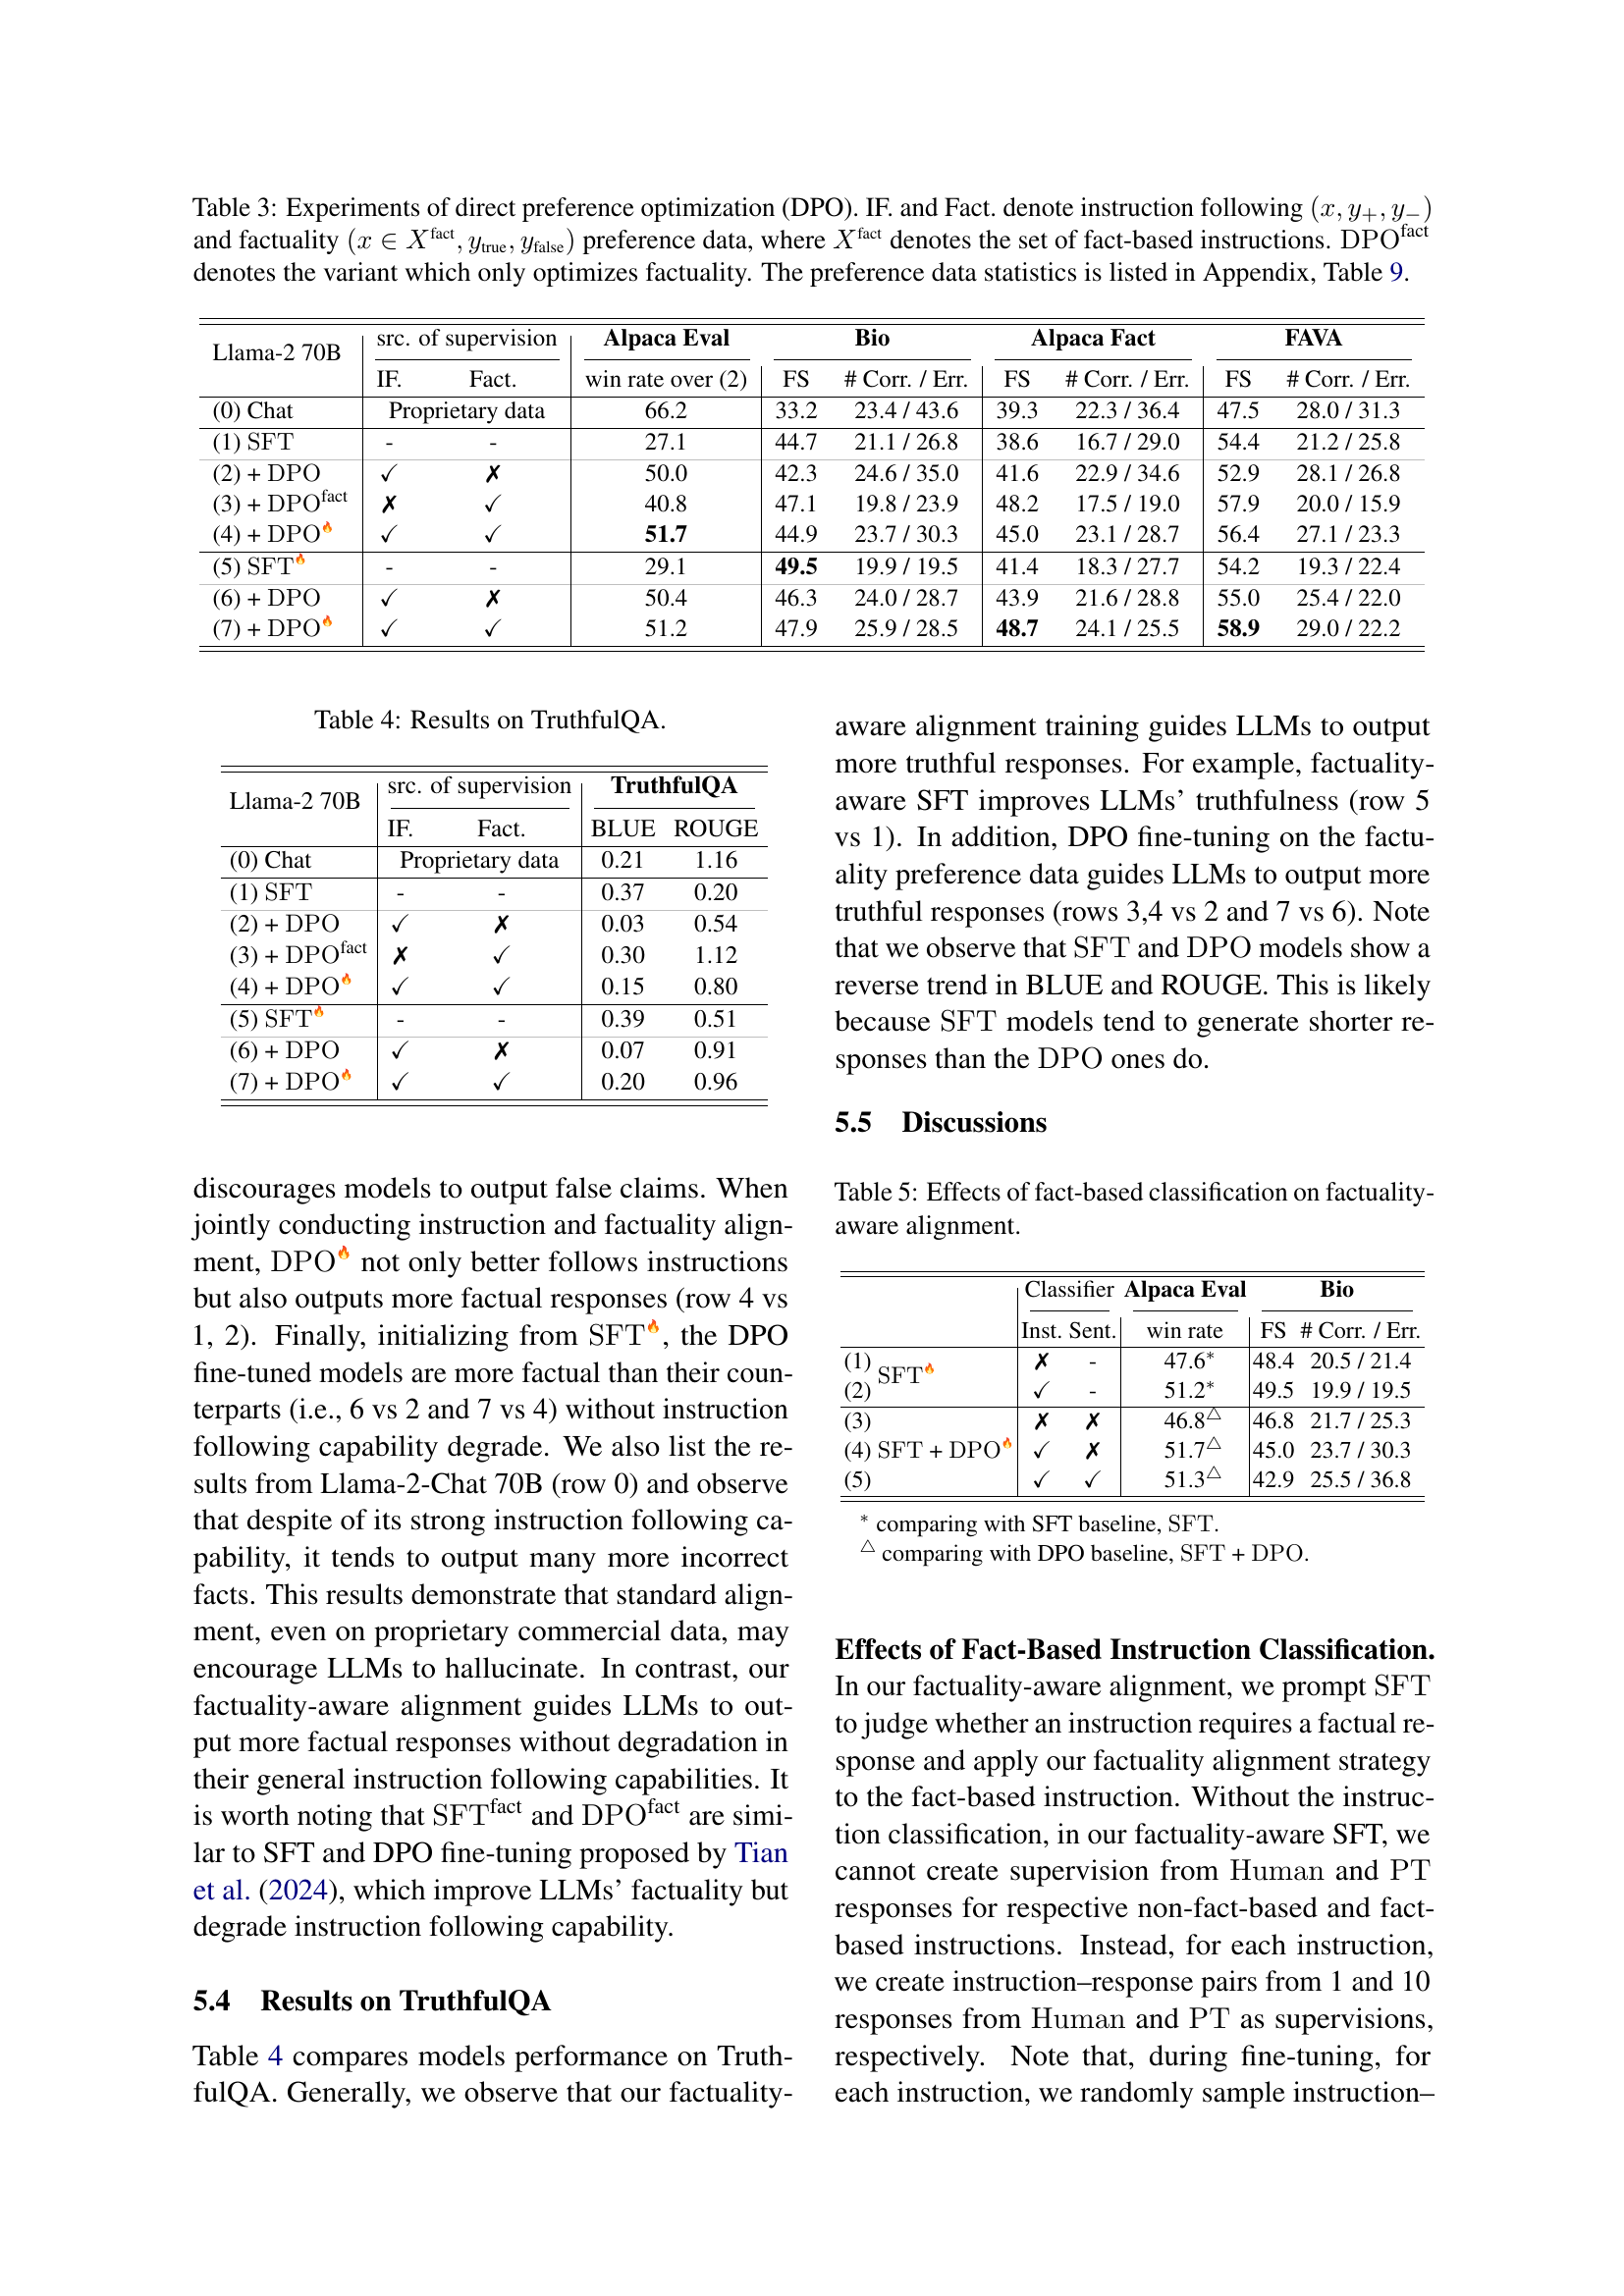 Table 3: Experiments of direct preference optimization (DPO). IF. and Fact. denote instruction following (x, y+, y−)
and factuality (x ∈ X^fact, y_true, y_false) preference data, where X^fact denotes the set of fact-based instructions. DPO^fact
denotes the variant which only optimizes factuality. The preference data statistics is listed in Appendix, Table 9.
Llama-2 70B | src. of supervision | Alpaca Eval | Bio | Alpaca Fact | FAVA
IF. Fact. | win rate over (2) | FS # Corr. / Err. | FS # Corr. / Err. | FS # Corr. / Err.
(0) Chat | Proprietary data | 66.2 | 33.2 23.4 / 43.6 | 39.3 22.3 / 36.4 | 47.5 28.0 / 31.3
(1) SFT | - - | 27.1 | 44.7 21.1 / 26.8 | 38.6 16.7 / 29.0 | 54.4 21.2 / 25.8
(2) + DPO | ✓ ✗ | 50.0 | 42.3 24.6 / 35.0 | 41.6 22.9 / 34.6 | 52.9 28.1 / 26.8
(3) + DPO^fact | ✗ ✓ | 40.8 | 47.1 19.8 / 23.9 | 48.2 17.5 / 19.0 | 57.9 20.0 / 15.9
(4) + DPO🔥 | ✓ ✓ | 51.7 | 44.9 23.7 / 30.3 | 45.0 23.1 / 28.7 | 56.4 27.1 / 23.3
(5) SFT🔥 | - - | 29.1 | 49.5 19.9 / 19.5 | 41.4 18.3 / 27.7 | 54.2 19.3 / 22.4
(6) + DPO | ✓ ✗ | 50.4 | 46.3 24.0 / 28.7 | 43.9 21.6 / 28.8 | 55.0 25.4 / 22.0
(7) + DPO🔥 | ✓ ✓ | 51.2 | 47.9 25.9 / 28.5 | 48.7 24.1 / 25.5 | 58.9 29.0 / 22.2
Table 4: Results on TruthfulQA.
Llama-2 70B | src. of supervision | TruthfulQA
IF. Fact. | BLUE ROUGE
(0) Chat | Proprietary data | 0.21 1.16
(1) SFT | - - | 0.37 0.20
(2) + DPO | ✓ ✗ | 0.03 0.54
(3) + DPO^fact | ✗ ✓ | 0.30 1.12
(4) + DPO🔥 | ✓ ✓ | 0.15 0.80
(5) SFT🔥 | - - | 0.39 0.51
(6) + DPO | ✓ ✗ | 0.07 0.91
(7) + DPO🔥 | ✓ ✓ | 0.20 0.96
discourages models to output false claims. When
jointly conducting instruction and factuality align-
ment, DPO🔥 not only better follows instructions
but also outputs more factual responses (row 4 vs
1, 2). Finally, initializing from SFT🔥, the DPO
fine-tuned models are more factual than their coun-
terparts (i.e., 6 vs 2 and 7 vs 4) without instruction
following capability degrade. We also list the re-
sults from Llama-2-Chat 70B (row 0) and observe
that despite of its strong instruction following ca-
pability, it tends to output many more incorrect
facts. This results demonstrate that standard align-
ment, even on proprietary commercial data, may
encourage LLMs to hallucinate. In contrast, our
factuality-aware alignment guides LLMs to out-
put more factual responses without degradation in
their general instruction following capabilities. It
is worth noting that SFT^fact and DPO^fact are simi-
lar to SFT and DPO fine-tuning proposed by Tian
et al. (2024), which improve LLMs' factuality but
degrade instruction following capability.
5.4 Results on TruthfulQA
Table 4 compares models performance on Truth-
fulQA. Generally, we observe that our factuality-
aware alignment training guides LLMs to output
more truthful responses. For example, factuality-
aware SFT improves LLMs' truthfulness (row 5
vs 1). In addition, DPO fine-tuning on the factu-
ality preference data guides LLMs to output more
truthful responses (rows 3,4 vs 2 and 7 vs 6). Note
that we observe that SFT and DPO models show a
reverse trend in BLUE and ROUGE. This is likely
because SFT models tend to generate shorter re-
sponses than the DPO ones do.
5.5 Discussions
Table 5: Effects of fact-based classification on factuality-
aware alignment.
Classifier | Alpaca Eval | Bio
Inst. Sent. | win rate | FS # Corr. / Err.
(1) SFT🔥 | ✗ - | 47.6* | 48.4 20.5 / 21.4
(2) | ✓ - | 51.2* | 49.5 19.9 / 19.5
(3) | ✗ ✗ | 46.8△ | 46.8 21.7 / 25.3
(4) SFT + DPO🔥 | ✓ ✗ | 51.7△ | 45.0 23.7 / 30.3
(5) | ✓ ✓ | 51.3△ | 42.9 25.5 / 36.8
* comparing with SFT baseline, SFT.
△ comparing with DPO baseline, SFT + DPO.
Effects of Fact-Based Instruction Classification.
In our factuality-aware alignment, we prompt SFT
to judge whether an instruction requires a factual re-
sponse and apply our factuality alignment strategy
to the fact-based instruction. Without the instruc-
tion classification, in our factuality-aware SFT, we
cannot create supervision from Human and PT
responses for respective non-fact-based and fact-
based instructions. Instead, for each instruction,
we create instruction–response pairs from 1 and 10
responses from Human and PT as supervisions,
respectively. Note that, during fine-tuning, for
each instruction, we randomly sample instruction–